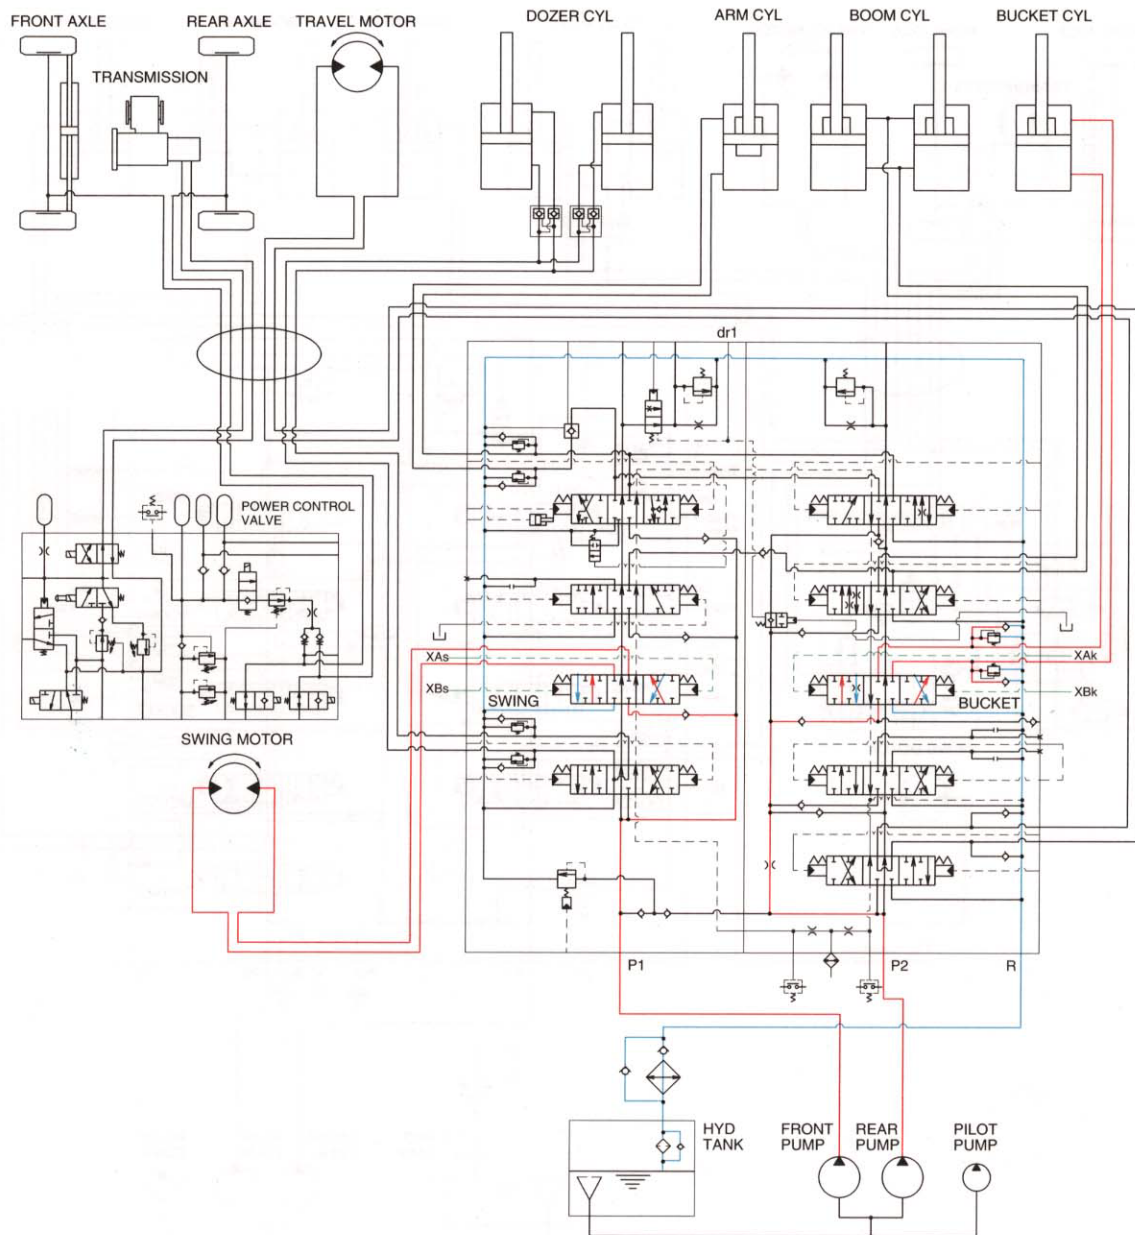 FRONT AXLE
REAR AXLE
TRAVEL MOTOR
DOZER CYL
ARM CYL
BOOM CYL
BUCKET CYL
TRANSMISSION
dr1
POWER CONTROL
VALVE
XAs
XAk
XBs
SWING
BUCKET
XBk
SWING MOTOR
P1
P2
R
HYD
TANK
FRONT
PUMP
REAR
PUMP
PILOT
PUMP